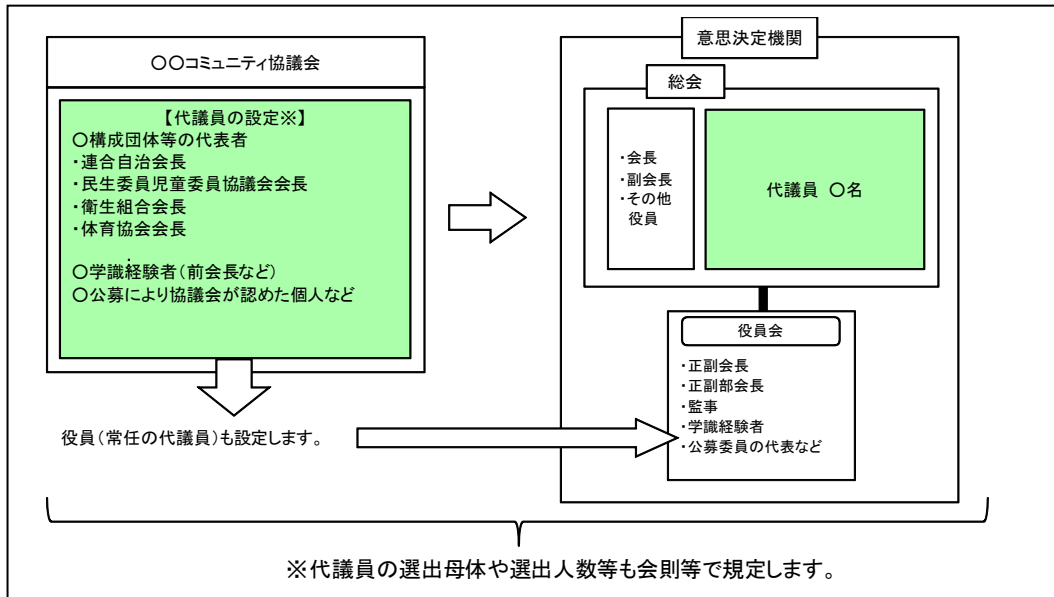 〇〇コミュニティ協議会
【代議員の設定※】
〇構成団体等の代表者
・連合自治会長
・民生委員児童委員協議会会長
・衛生組合会長
・体育協会会長
:
〇学識経験者(前会長など)
〇公募により協議会が認めた個人など
役員(常任の代議員)も設定します。
意思決定機関
総会
・会長
・副会長
・その他
役員
代議員 〇名
役員会
・正副会長
・正副部会長
・監事
・学識経験者
・公募委員の代表など
※代議員の選出母体や選出人数等も会則等で規定します。